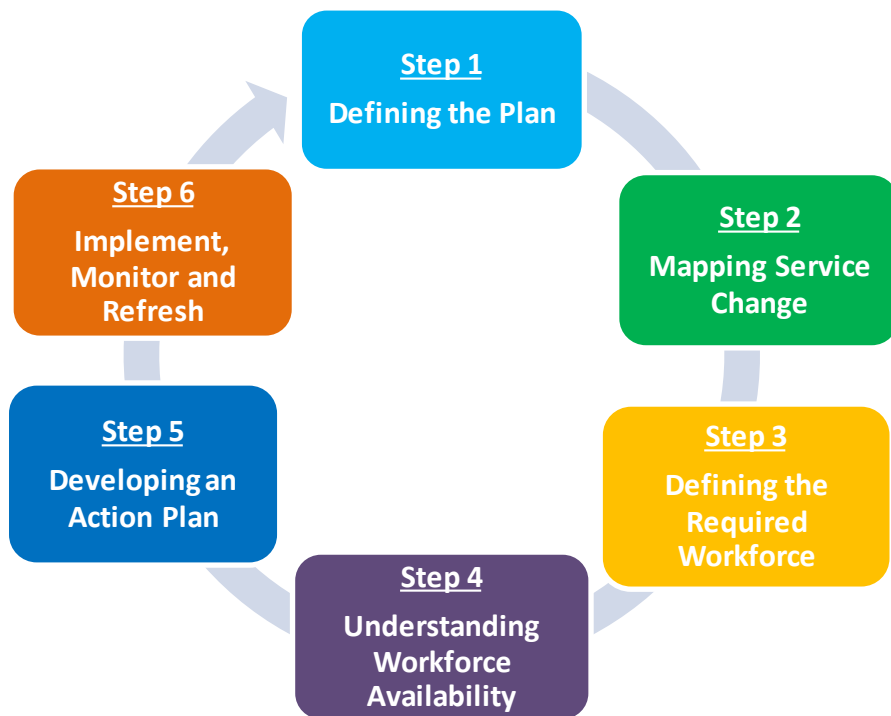 Step 1
Defining the Plan
Step 2
Mapping Service
Change
Step 3
Defining the
Required
Workforce
Step 4
Understanding
Workforce
Availability
Step 5
Developing an
Action Plan
Step 6
Implement,
Monitor and
Refresh